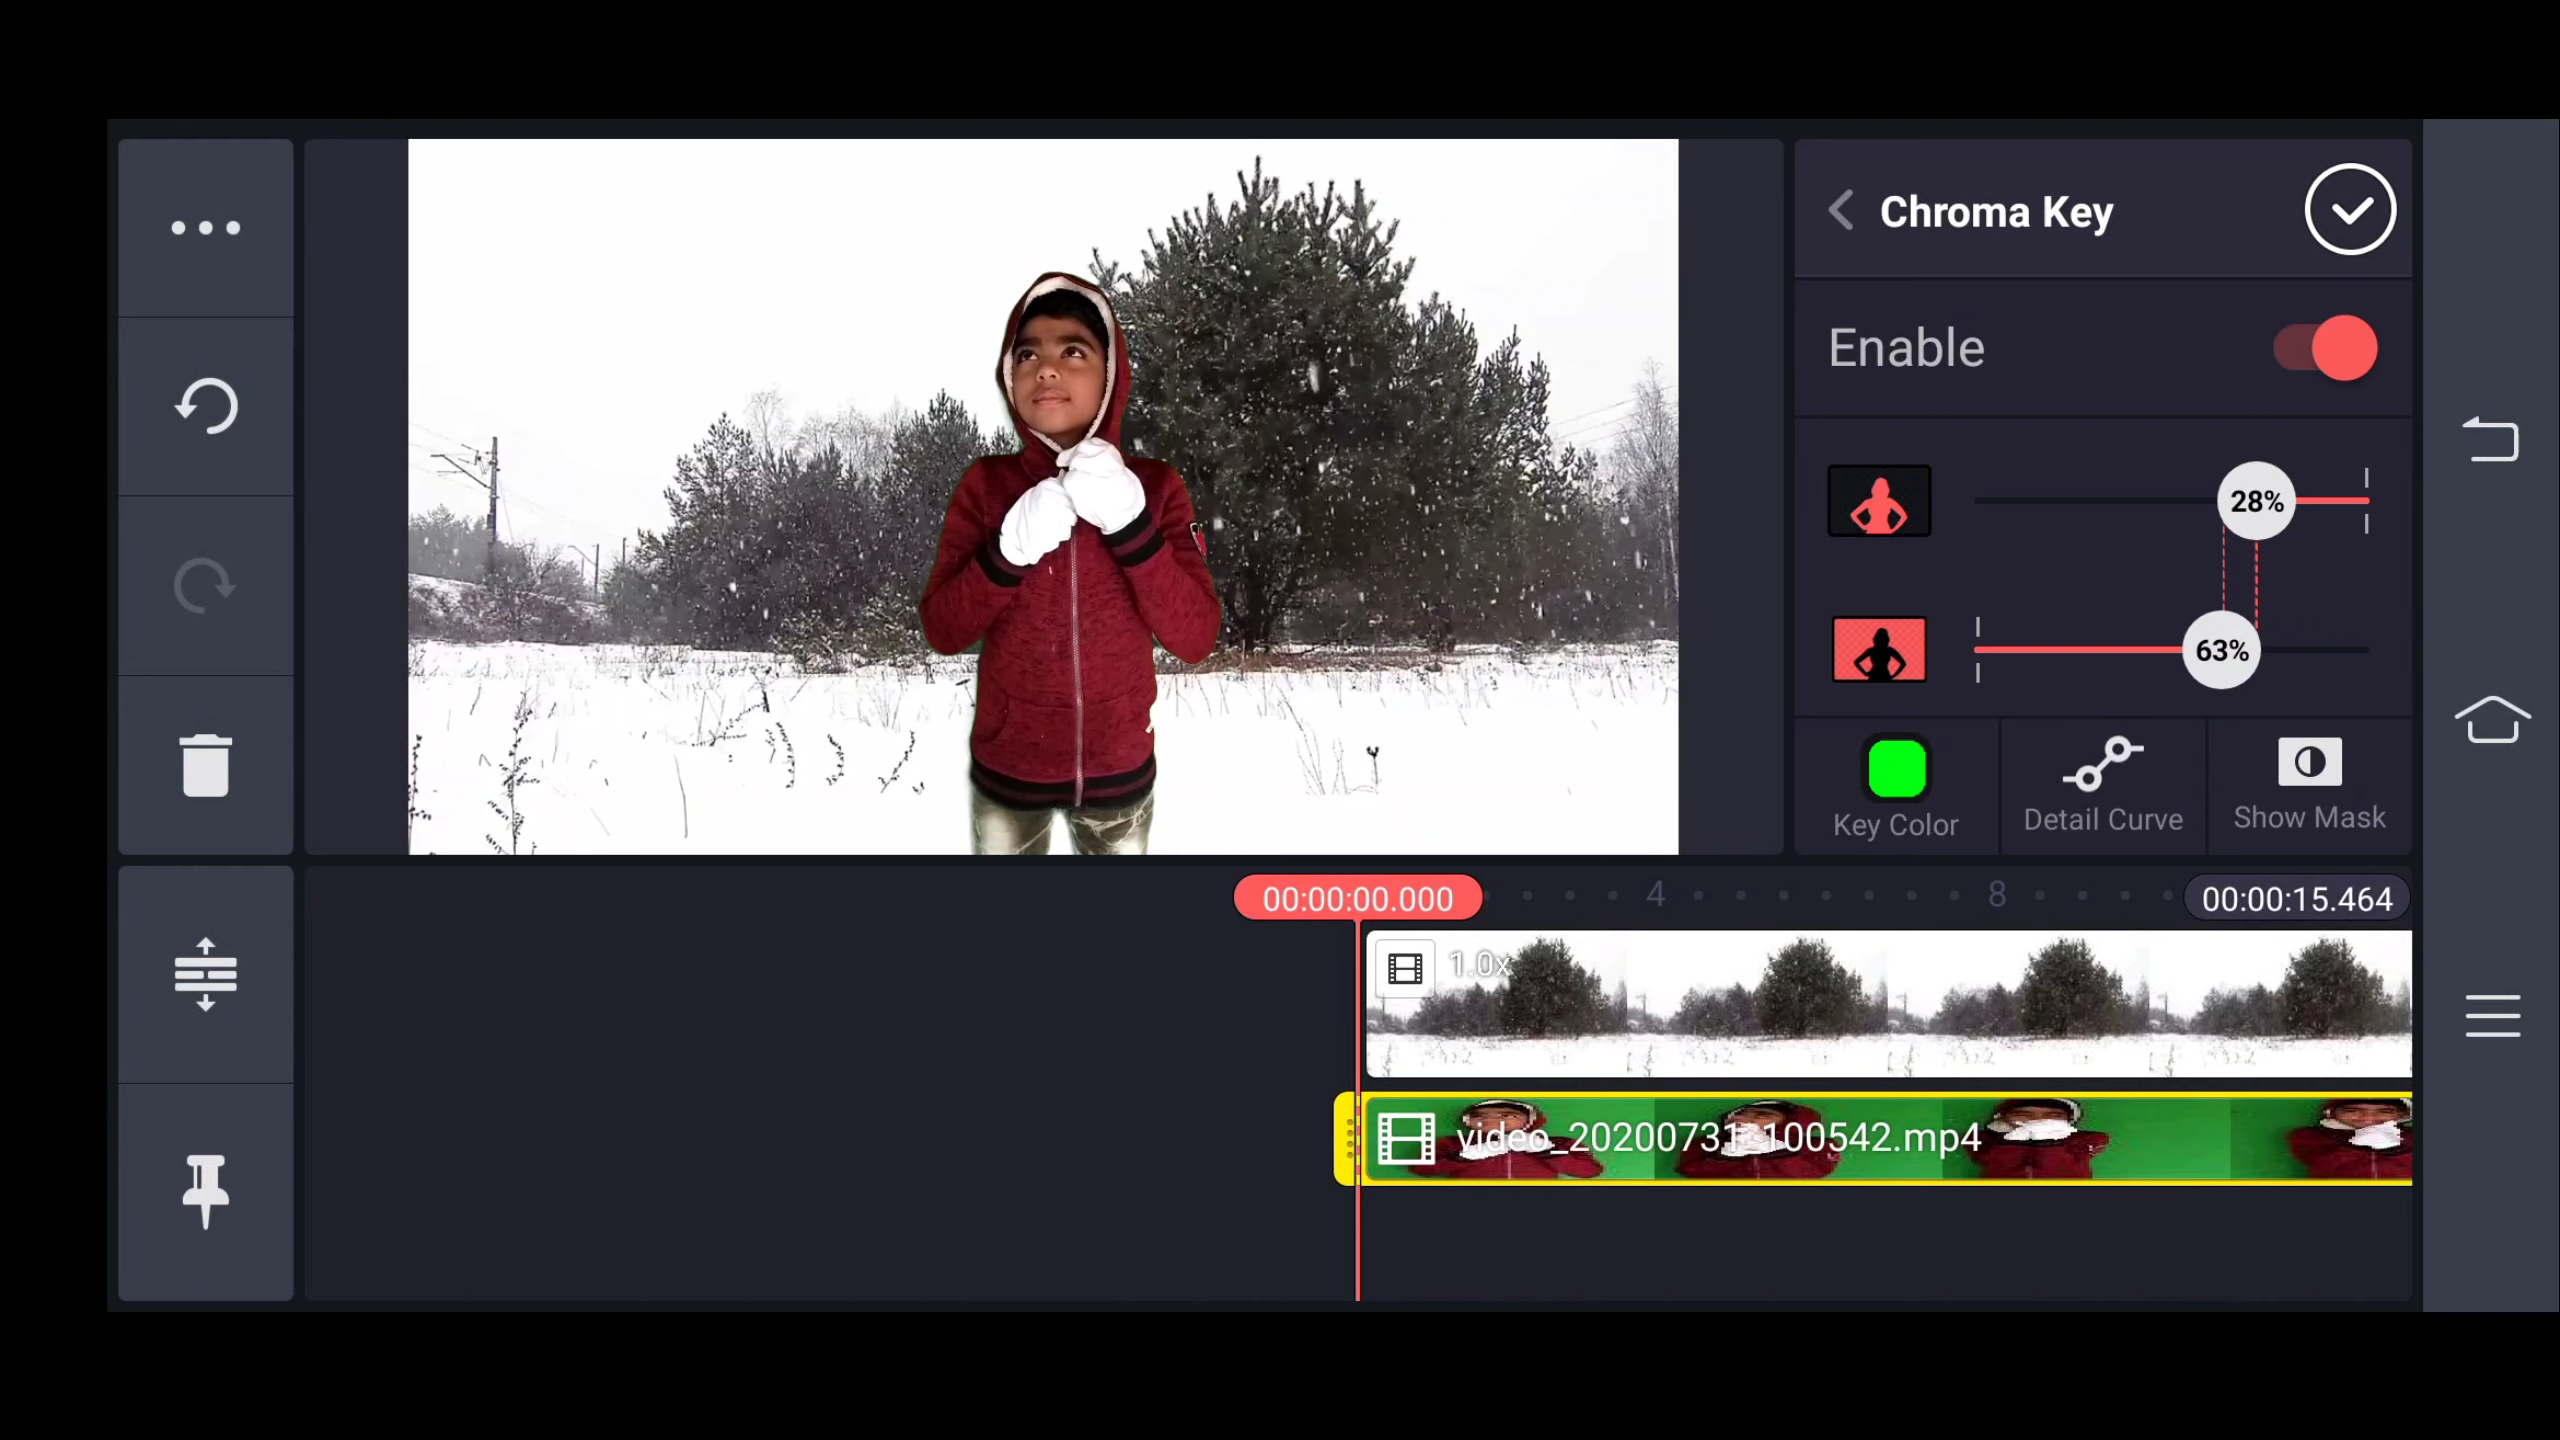 Chroma Key
Enable
28%
63%
Key Color
Detail Curve
Show Mask
00:00:00.000
4
8
00:00:15.464
1.0x
video_20200731_100542.mp4